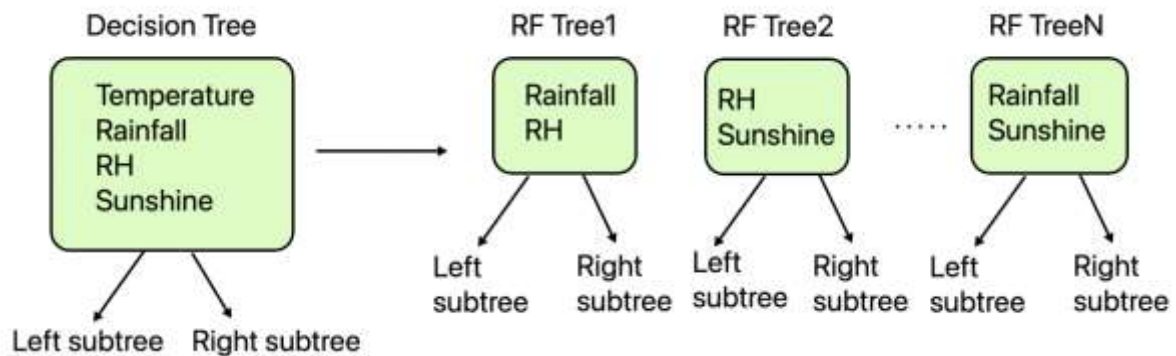 Decision Tree
RF Tree1
RF Tree2
RF TreeN
Temperature
Rainfall
RH
Sunshine
Rainfall
RH
RH
Sunshine
.....
Rainfall
Sunshine
Left subtree
Right subtree
Left
subtree
Right
subtree
Left
subtree
Right
subtree
Left
subtree
Right
subtree